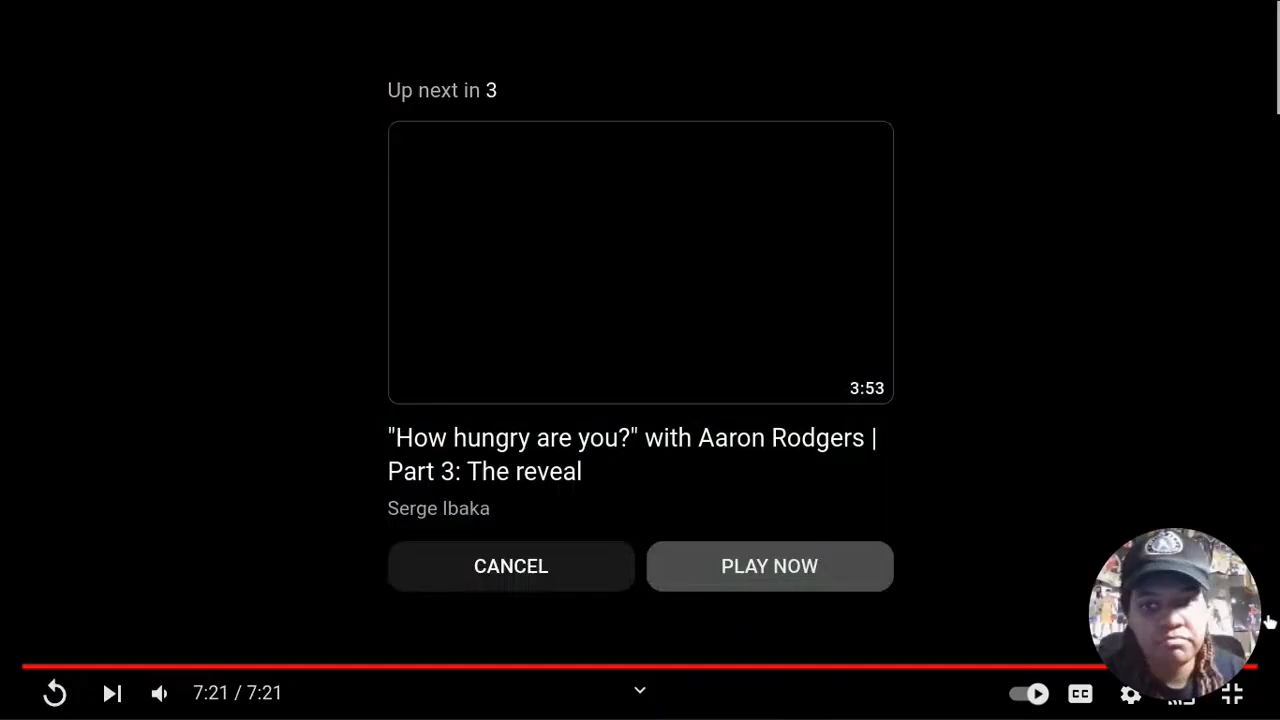 Up next in 3
3:53
"How hungry are you?" with Aaron Rodgers |
Part 3: The reveal
Serge Ibaka
CANCEL
PLAY NOW
7:21 / 7:21
CC